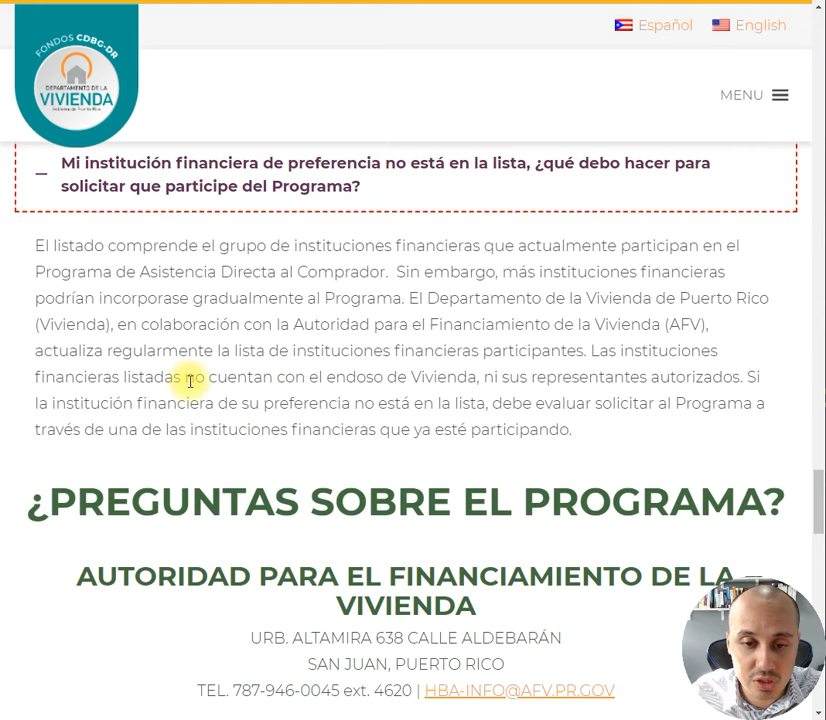 Español English
FONDOS CDBG-DR
DEPARTAMENTO DE LA
VIVIENDA
MENU
Mi institución financiera de preferencia no está en la lista, ¿qué debo hacer para
solicitar que participe del Programa?
El listado comprende el grupo de instituciones financieras que actualmente participan en el
Programa de Asistencia Directa al Comprador. Sin embargo, más instituciones financieras
podrían incorporase gradualmente al Programa. El Departamento de la Vivienda de Puerto Rico
(Vivienda), en colaboración con la Autoridad para el Financiamiento de la Vivienda (AFV),
actualiza regularmente la lista de instituciones financieras participantes. Las instituciones
financieras listadas no cuentan con el endoso de Vivienda, ni sus representantes autorizados. Si
la institución financiera de su preferencia no está en la lista, debe evaluar solicitar al Programa a
través de una de las instituciones financieras que ya esté participando.
¿PREGUNTAS SOBRE EL PROGRAMA?
AUTORIDAD PARA EL FINANCIAMIENTO DE LA
VIVIENDA
URB. ALTAMIRA 638 CALLE ALDEBARÁN
SAN JUAN, PUERTO RICO
TEL. 787-946-0045 ext. 4620 | HBA-INFO@AFV.PR.GOV